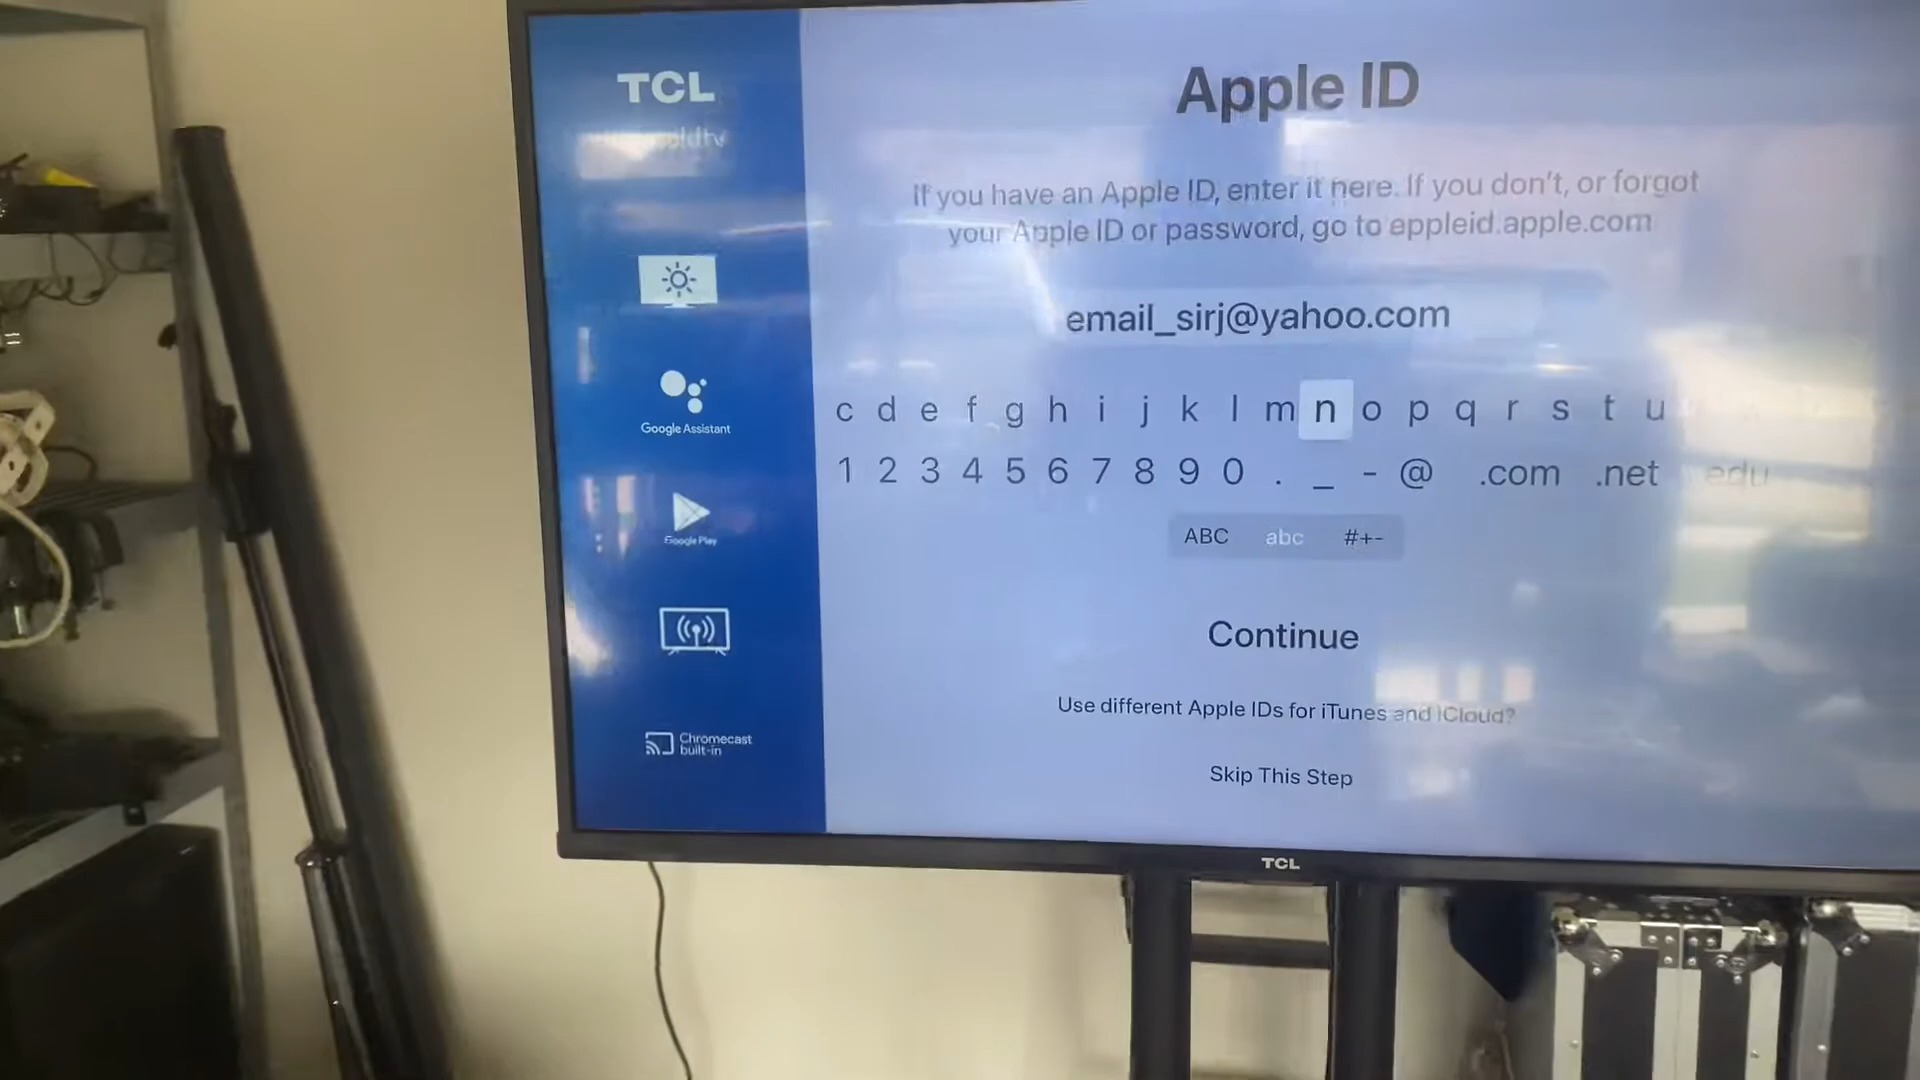 TCL
Apple ID
If you have an Apple ID, enter it here. If you don't, or forgot
your Apple ID or password, go to appleid.apple.com
email_sirj@yahoo.com
c d e f g h i j k l m n o p q r s t u
1 2 3 4 5 6 7 8 9 0 . _ - @ .com .net .edu
ABC abc #+-
Continue
Use different Apple IDs for iTunes and iCloud?
Skip This Step
Google Assistant
Google Play
Chromecast
built-in
TCL